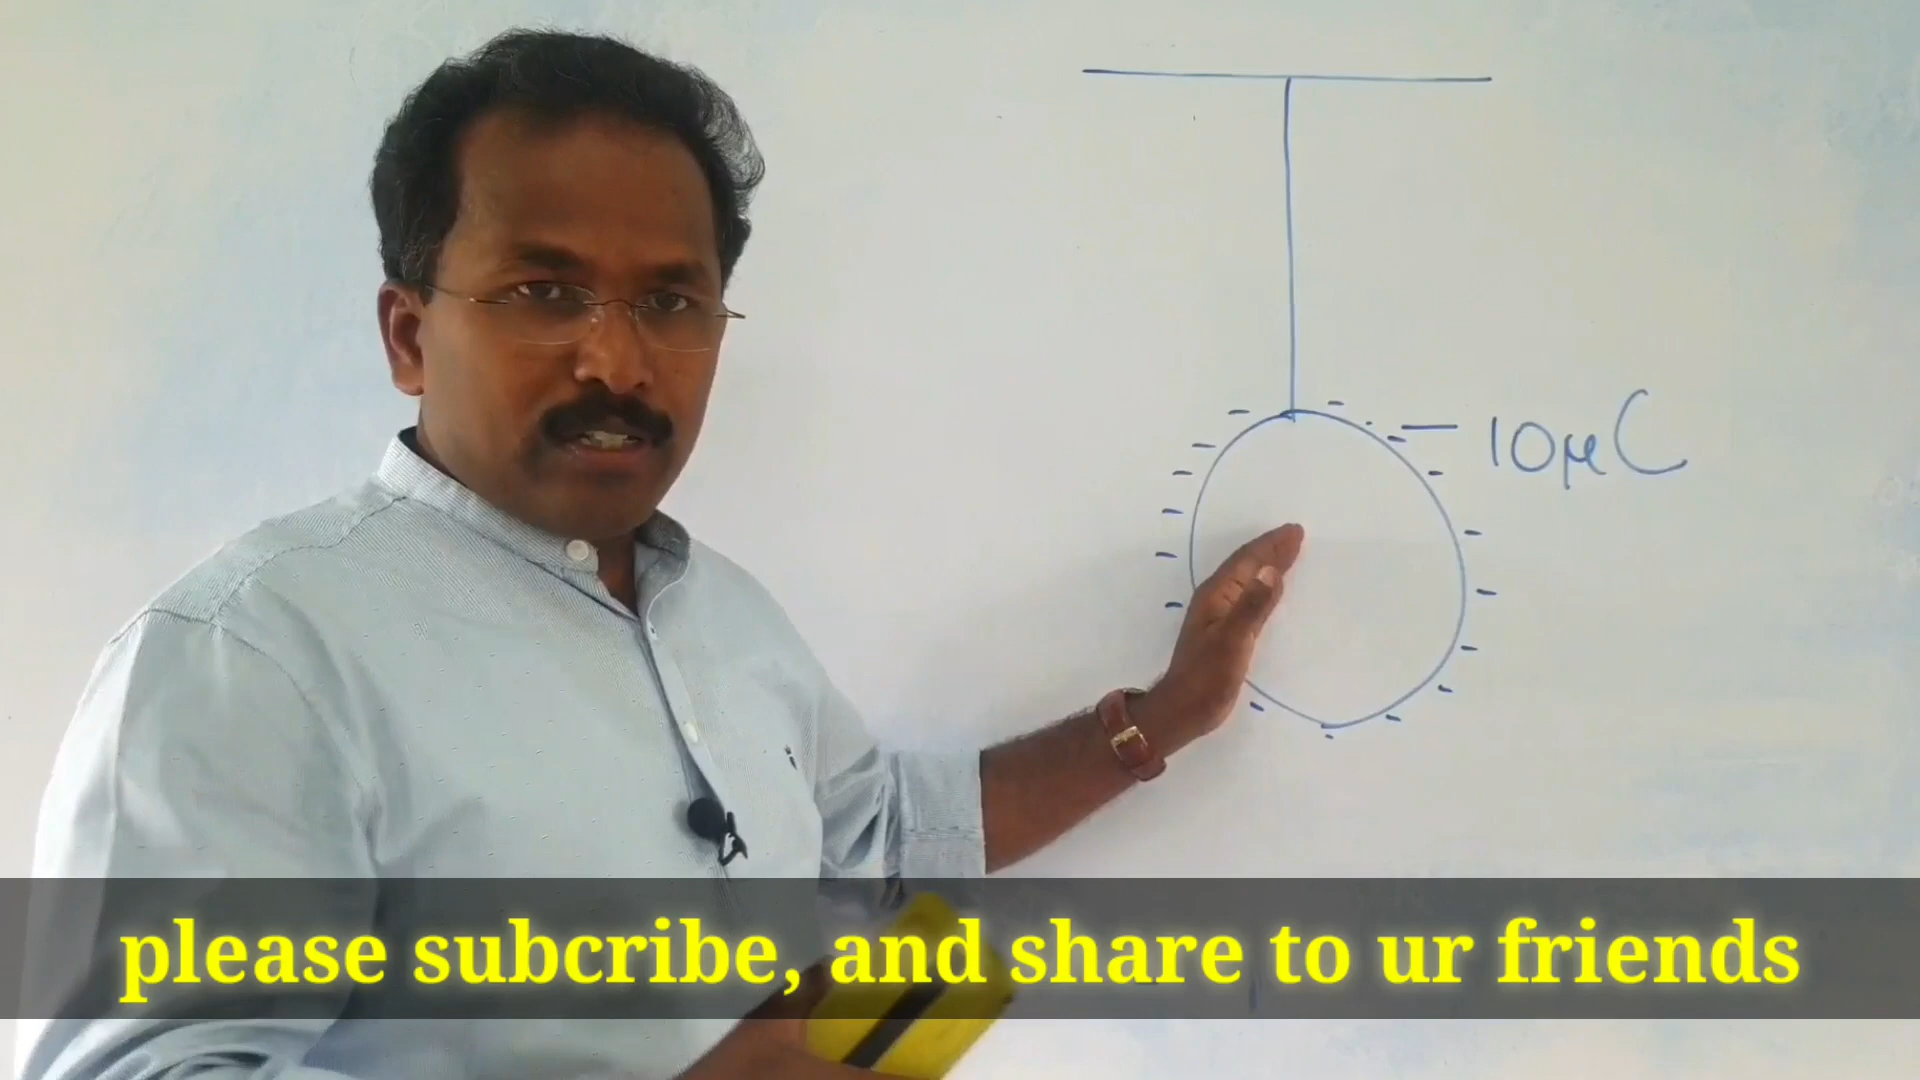 — 10μC
please subcribe, and share to ur friends